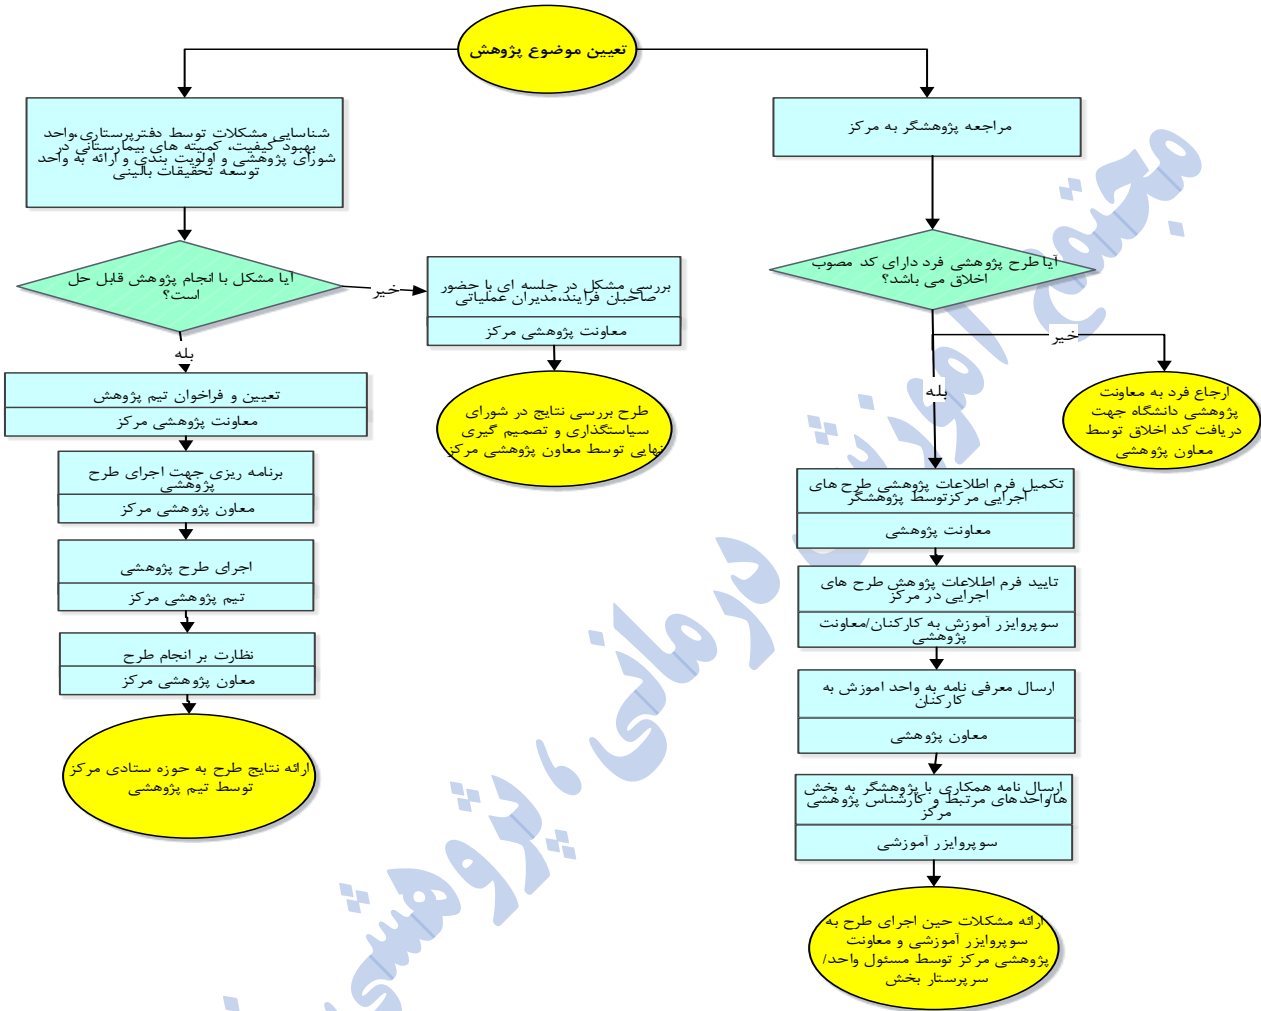 تعیین موضوع پژوهش
مراجعه پژوهشگر به مرکز
آیا طرح پژوهشی فرد دارای کد مصوب
اخلاق می باشد؟
خیر
ارجاع فرد به معاونت
پژوهشی دانشگاه جهت
دریافت کد اخلاق توسط
معاون پژوهشی
بله
تکمیل فرم اطلاعات پژوهشی طرح های
اجرایی مرکزتوسط پژوهشگر
معاونت پژوهشی
تایید فرم اطلاعات پژوهش طرح های
اجرایی در مرکز
سوپروایزر آموزش به کارکنان/معاونت
پژوهشی
ارسال معرفی نامه به واحد اموزش به
کارکنان
معاون پژوهشی
ارسال نامه همکاری با پژوهشگر به بخش
ها/واحدهای مرتبط و کارشناس پژوهشی
مرکز
سوپروایزر آموزشی
ارائه مشکلات حین اجرای طرح به
سوپروایزر آموزشی و معاونت
پژوهشی مرکز توسط مسئول واحد/
سرپرستار بخش
شناسایی مشکلات توسط دفترپرستاری،واحد
بهبود کیفیت، کمیته های بیمارستانی در
شورای پژوهشی و اولویت بندی و ارائه به واحد
توسعه تحقیقات بالینی
ایا مشکل با انجام پژوهش قابل حل
است؟
خیر
بررسی مشکل در جلسه ای با حضور
صاحبان فرایند،مدیران عملیاتی
معاونت پژوهشی مرکز
طرح بررسی نتایج در شورای
سیاستگذاری و تصمیم گیری
نهایی توسط معاون پژوهشی مرکز
بله
تعیین و فراخوان تیم پژوهش
معاونت پژوهشی مرکز
برنامه ریزی جهت اجرای طرح
پژوهشی
معاون پژوهشی مرکز
اجرای طرح پژوهشی
تیم پژوهشی مرکز
نظارت بر انجام طرح
معاون پژوهشی مرکز
ارائه نتایج طرح به حوزه ستادی مرکز
توسط تیم پژوهشی
مجتمع آموزش درمانی، پژوهشی